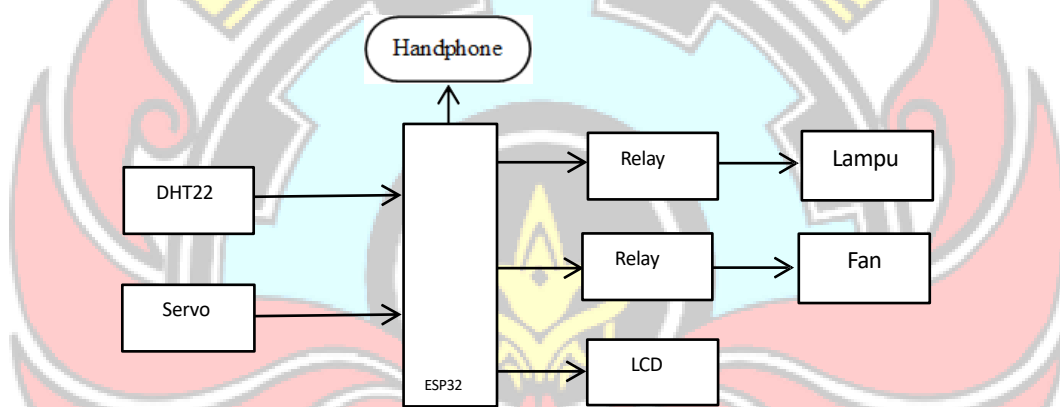 Handphone
DHT22
Servo
ESP32
Relay
Lampu
Relay
Fan
LCD